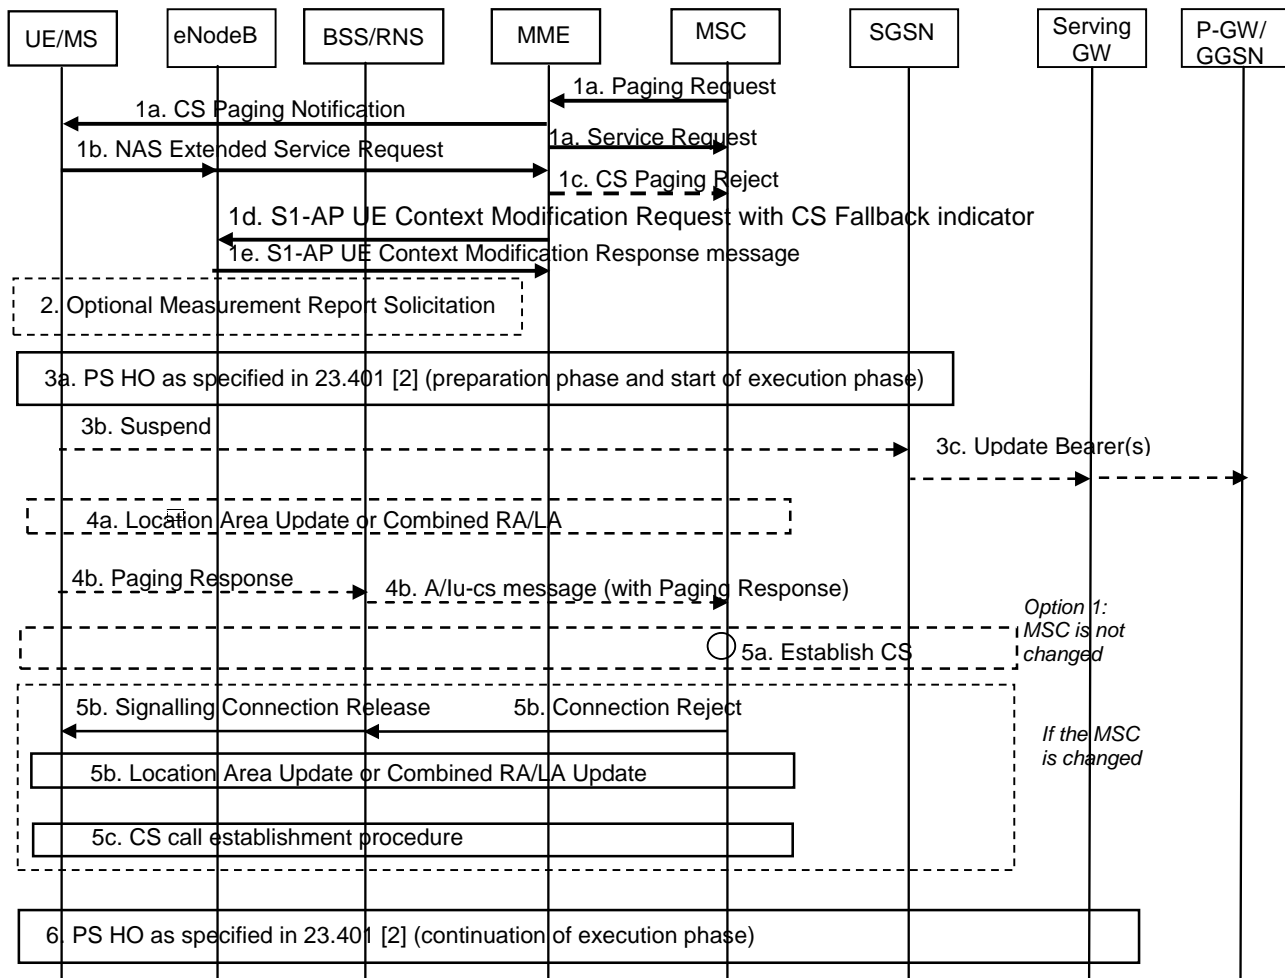 UE/MS
eNodeB
BSS/RNS
MME
MSC
SGSN
Serving
GW
P-GW/
GGSN
1a. Paging Request
1a. CS Paging Notification
1a. Service Request
1b. NAS Extended Service Request
1c. CS Paging Reject
1d. S1-AP UE Context Modification Request with CS Fallback indicator
1e. S1-AP UE Context Modification Response message
2. Optional Measurement Report Solicitation
3a. PS HO as specified in 23.401 [2] (preparation phase and start of execution phase)
3b. Suspend
3c. Update Bearer(s)
4a. Location Area Update or Combined RA/LA
4b. Paging Response
4b. A/Iu-cs message (with Paging Response)
Option 1:
MSC is not
changed
5a. Establish CS
5b. Signalling Connection Release
5b. Connection Reject
If the MSC
is changed
5b. Location Area Update or Combined RA/LA Update
5c. CS call establishment procedure
6. PS HO as specified in 23.401 [2] (continuation of execution phase)